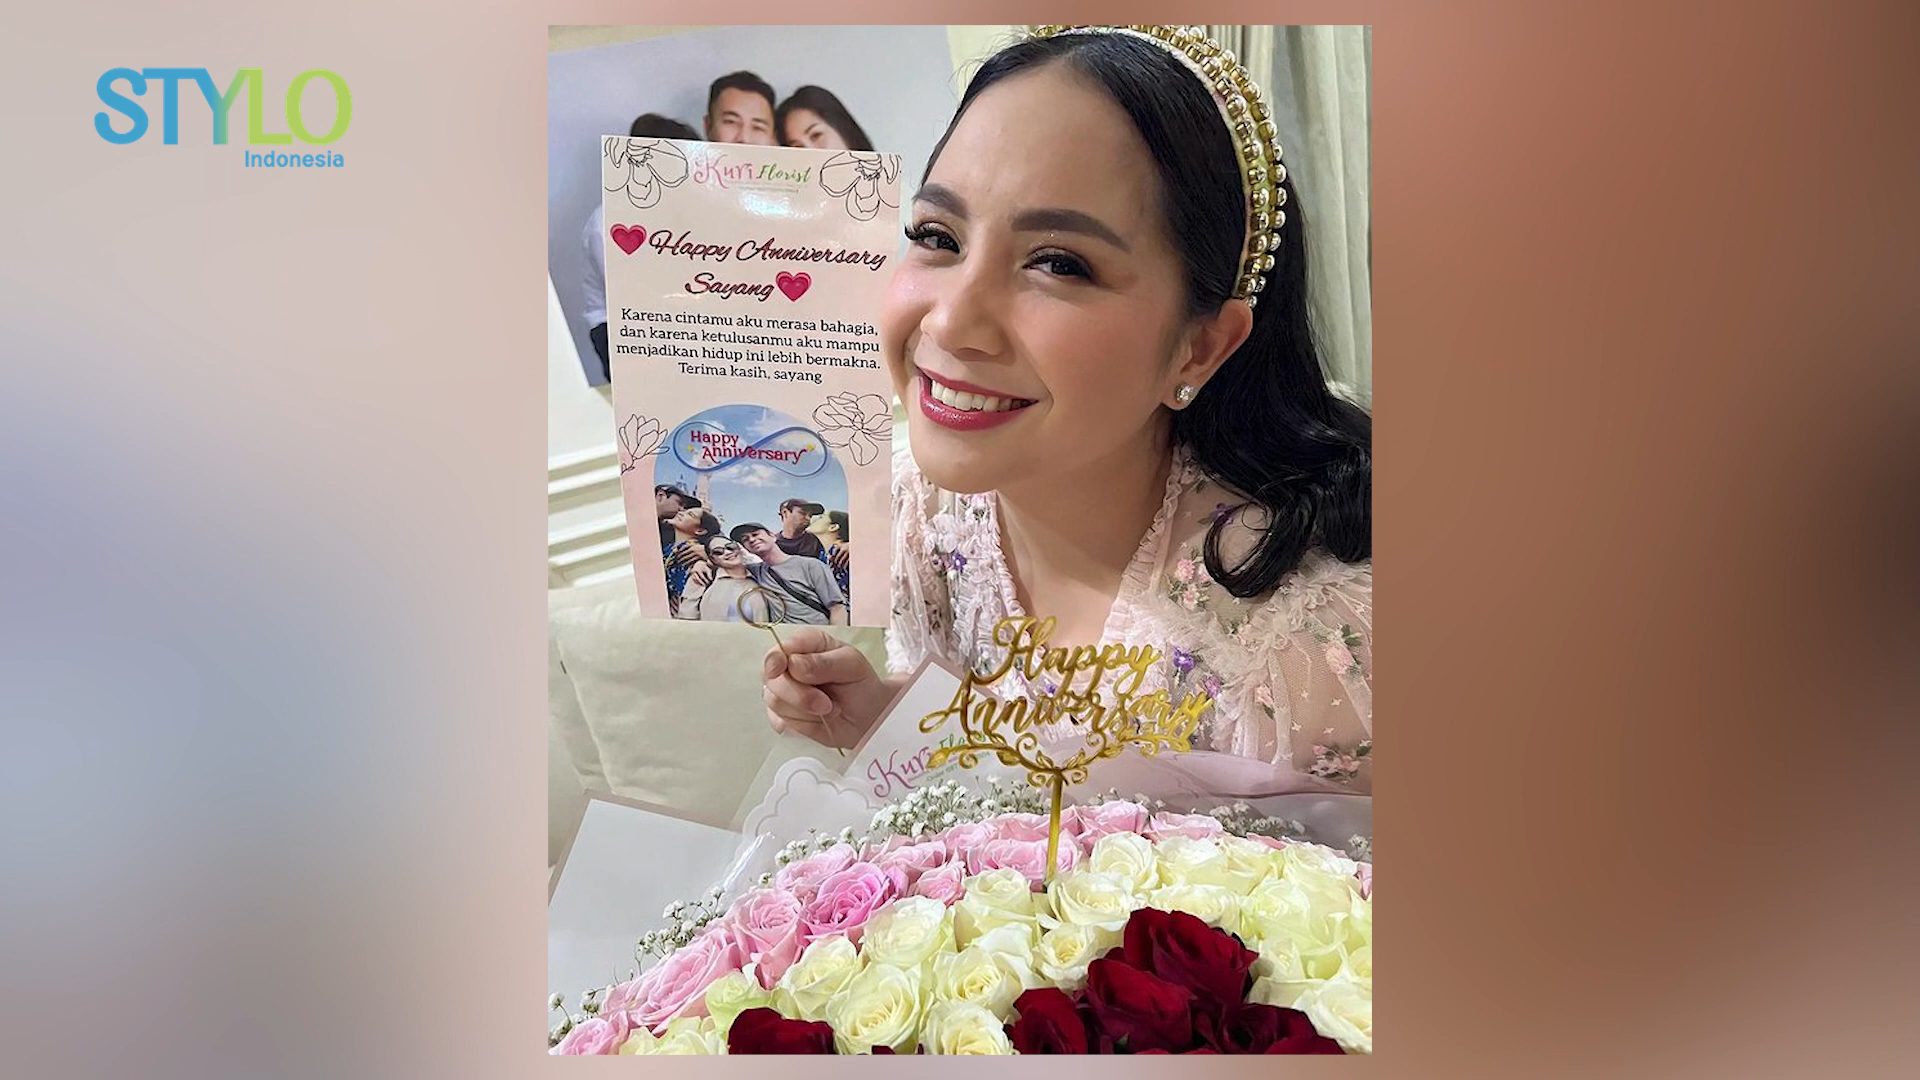 STYLO
Indonesia
Kuri Florist
Happy Anniversary
Sayang
Karena cintamu aku merasa bahagia,
dan karena ketulusanmu aku mampu
menjadikan hidup ini lebih bermakna.
Terima kasih, sayang
Happy
Anniversary
Happy
Anniversary
Kuri Florist